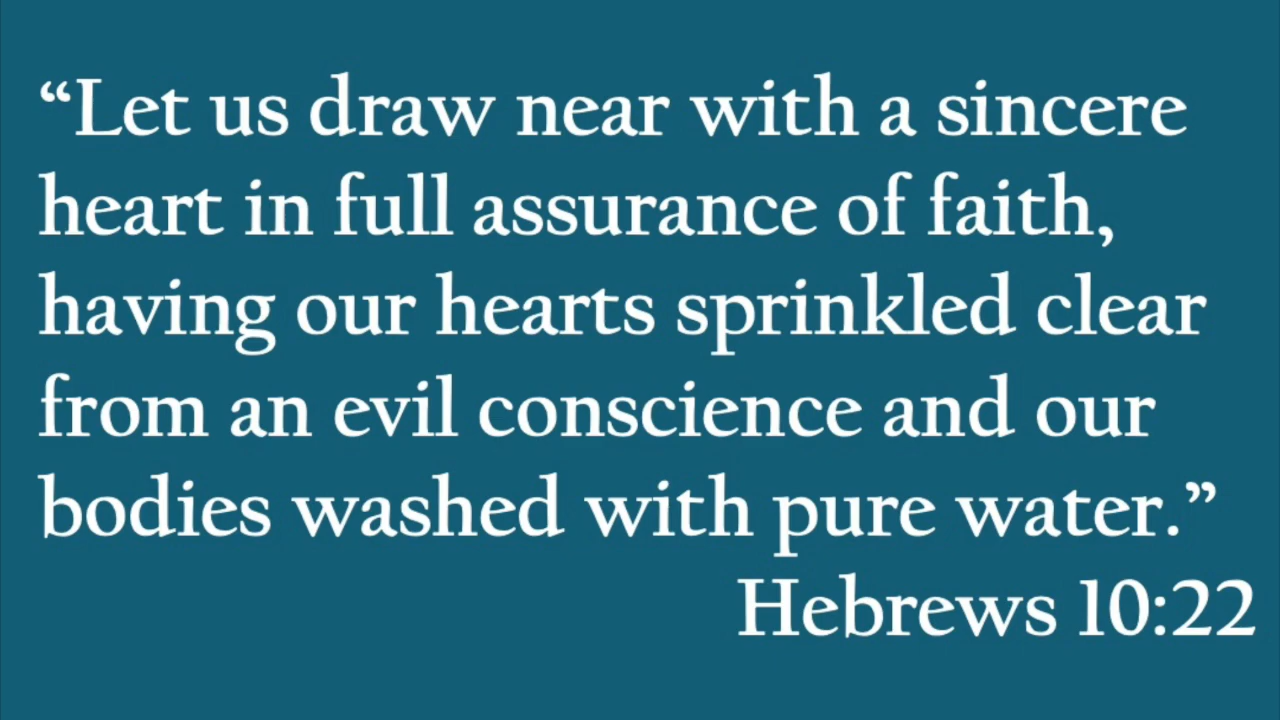 “Let us draw near with a sincere
heart in full assurance of faith,
having our hearts sprinkled clear
from an evil conscience and our
bodies washed with pure water.”
Hebrews 10:22